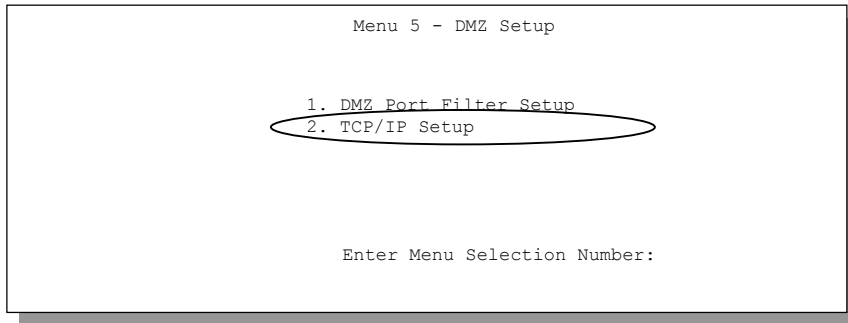 Menu 5 - DMZ Setup
1. DMZ Port Filter Setup
2. TCP/IP Setup
Enter Menu Selection Number: